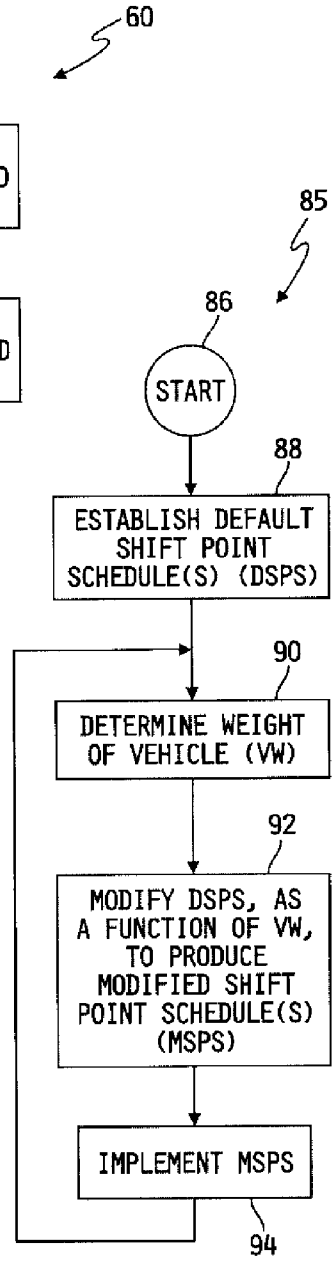 60
D
85
D
86
START
88
ESTABLISH DEFAULT
SHIFT POINT
SCHEDULE(S) (DSPS)
90
DETERMINE WEIGHT
OF VEHICLE (VW)
92
MODIFY DSPS, AS
A FUNCTION OF VW,
TO PRODUCE
MODIFIED SHIFT
POINT SCHEDULE(S)
(MSPS)
IMPLEMENT MSPS
94